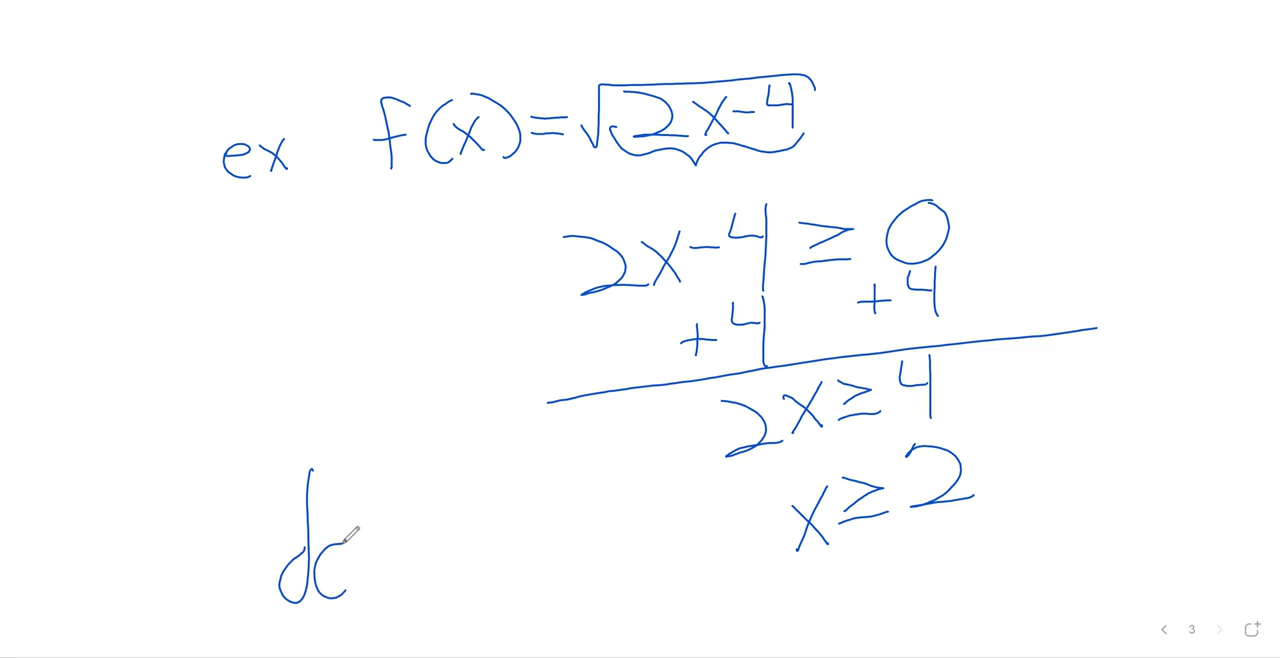 ex f(x)=√2x-4
2x-4 ≥ 0
+4 +4
2x ≥ 4
x ≥ 2
3